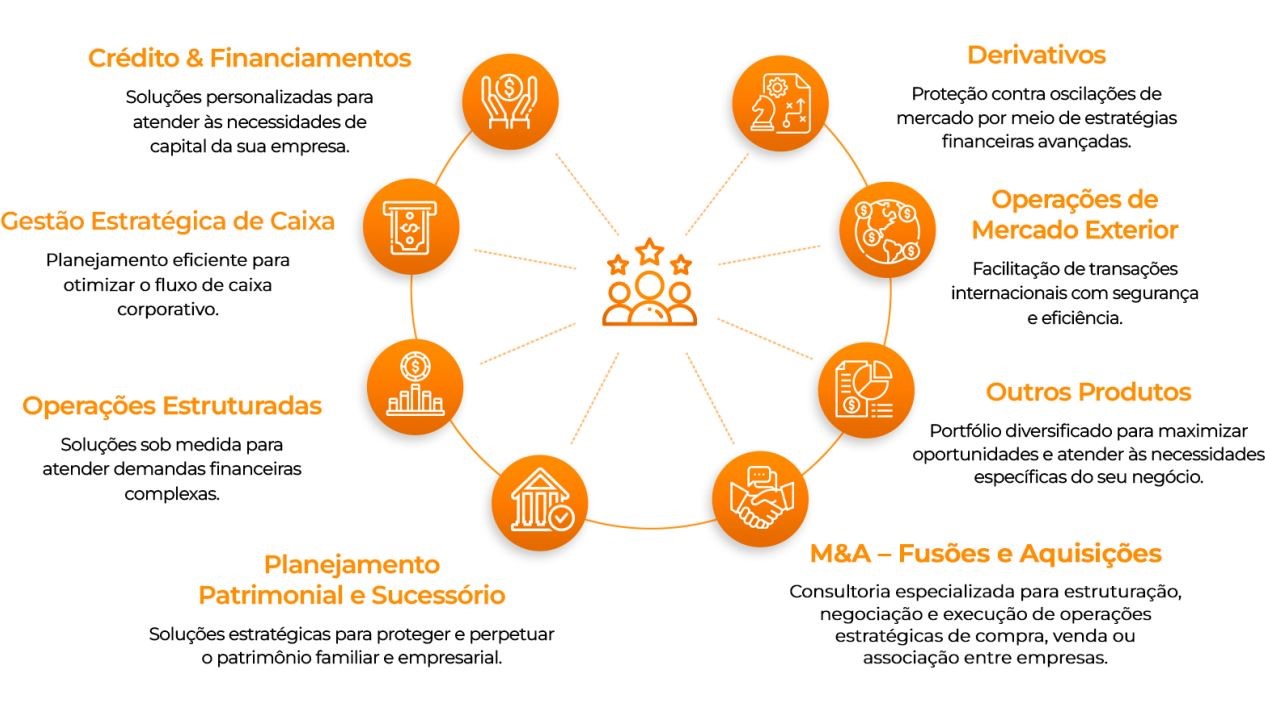 Crédito & Financiamentos
Soluções personalizadas para
atender às necessidades de
capital da sua empresa.
Gestão Estratégica de Caixa
Planejamento eficiente para
otimizar o fluxo de caixa
corporativo.
Operações Estruturadas
Soluções sob medida para
atender demandas financeiras
complexas.
Planejamento
Patrimonial e Sucessório
Soluções estratégicas para proteger e perpetuar
o patrimônio familiar e empresarial.
Derivativos
Proteção contra oscilações de
mercado por meio de estratégias
financeiras avançadas.
Operações de
Mercado Exterior
Facilitação de transações
internacionais com segurança
e eficiência.
Outros Produtos
Portfólio diversificado para maximizar
oportunidades e atender às necessidades
específicas do seu negócio.
M&A – Fusões e Aquisições
Consultoria especializada para estruturação,
negociação e execução de operações
estratégicas de compra, venda ou
associação entre empresas.